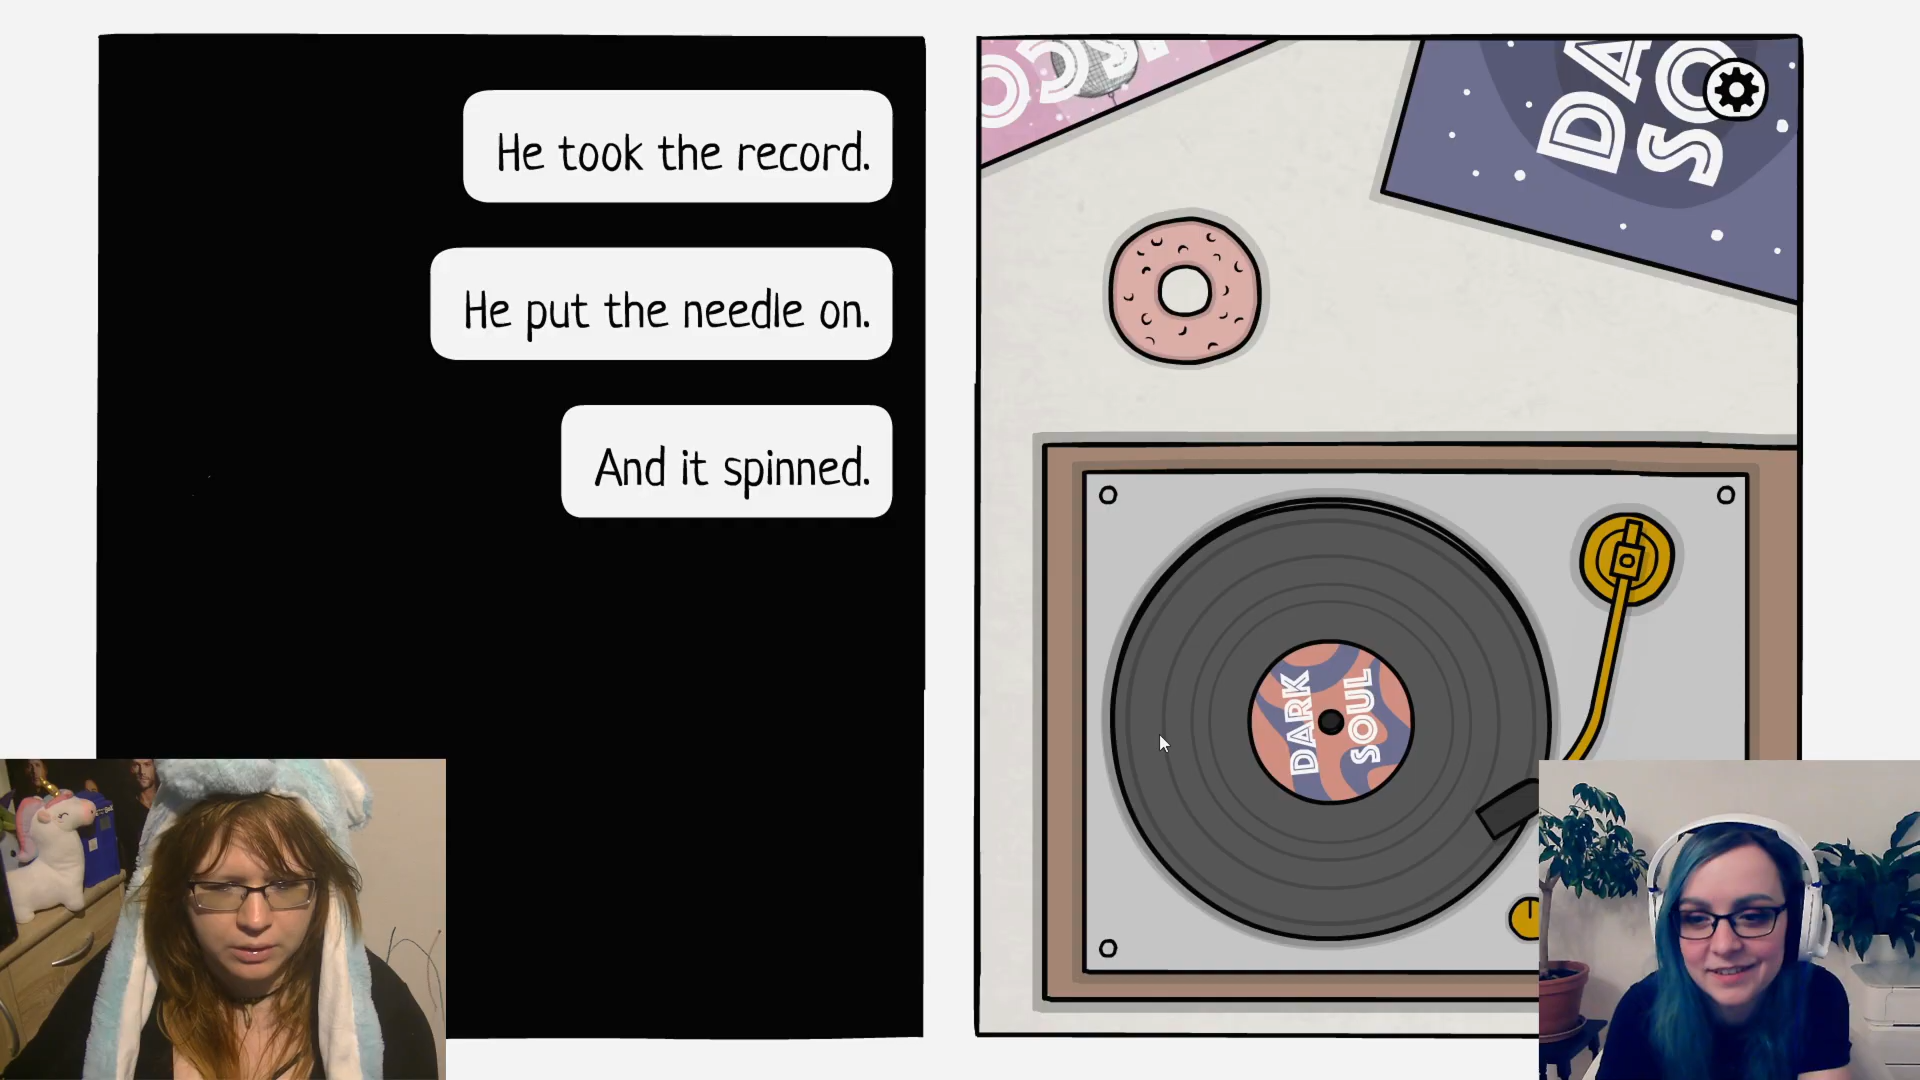 He took the record.
He put the needle on.
And it spinned.
DARK
SOUL